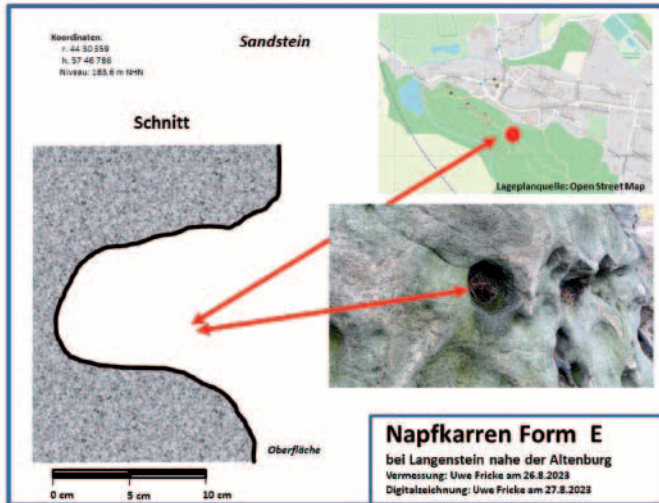 Koordinaten:
r. 44 30 359
h. 57 46 786
Niveau: 183,6 m NHN
Sandstein
Schnitt
Lageplanquelle: Open Street Map
Oberfläche
0 cm 5 cm 10 cm
Napfkarren Form E
bei Langenstein nahe der Altenburg
Vermessung: Uwe Fricke am 26.8.2023
Digitalzeichnung: Uwe Fricke am 27.8.2023